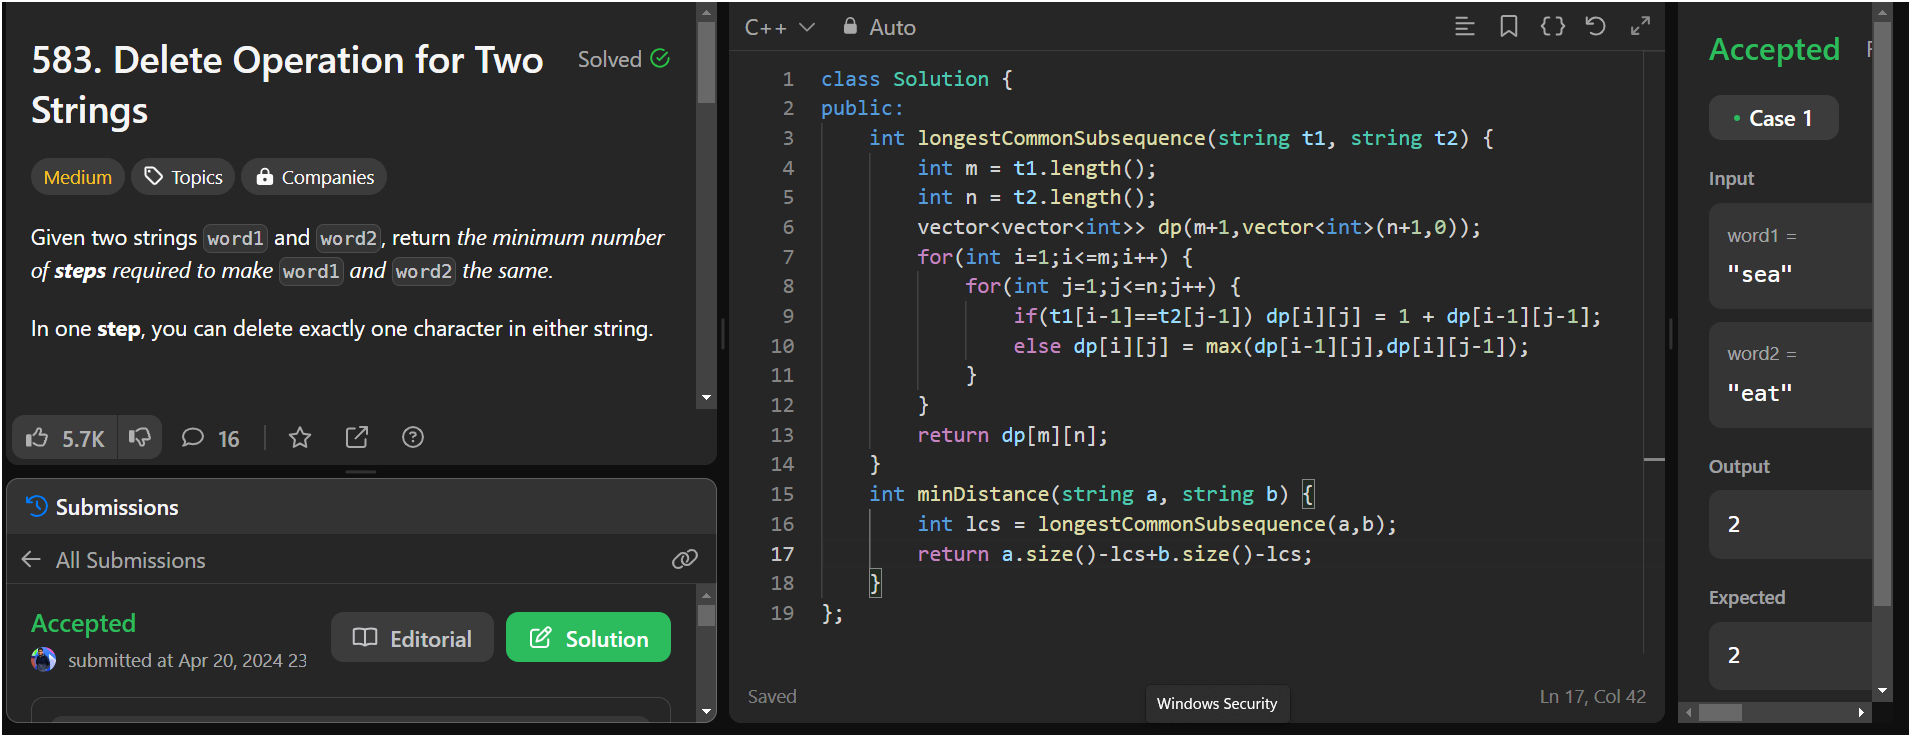 583. Delete Operation for Two
Strings
Solved
Medium
Topics
Companies
Given two strings word1 and word2, return the minimum number
of steps required to make word1 and word2 the same.
In one step, you can delete exactly one character in either string.
5.7K
16
Submissions
All Submissions
Accepted
Editorial
Solution
submitted at Apr 20, 2024 23
C++
Auto
1 class Solution {
2 public:
3     int longestCommonSubsequence(string t1, string t2) {
4         int m = t1.length();
5         int n = t2.length();
6         vector<vector<int>> dp(m+1,vector<int>(n+1,0));
7         for(int i=1;i<=m;i++) {
8             for(int j=1;j<=n;j++) {
9                 if(t1[i-1]==t2[j-1]) dp[i][j] = 1 + dp[i-1][j-1];
10                 else dp[i][j] = max(dp[i-1][j],dp[i][j-1]);
11             }
12         }
13         return dp[m][n];
14     }
15     int minDistance(string a, string b) {
16         int lcs = longestCommonSubsequence(a,b);
17         return a.size()-lcs+b.size()-lcs;
18     }
19 };
Saved
Windows Security
Ln 17, Col 42
Accepted
Case 1
Input
word1 =
"sea"
word2 =
"eat"
Output
2
Expected
2